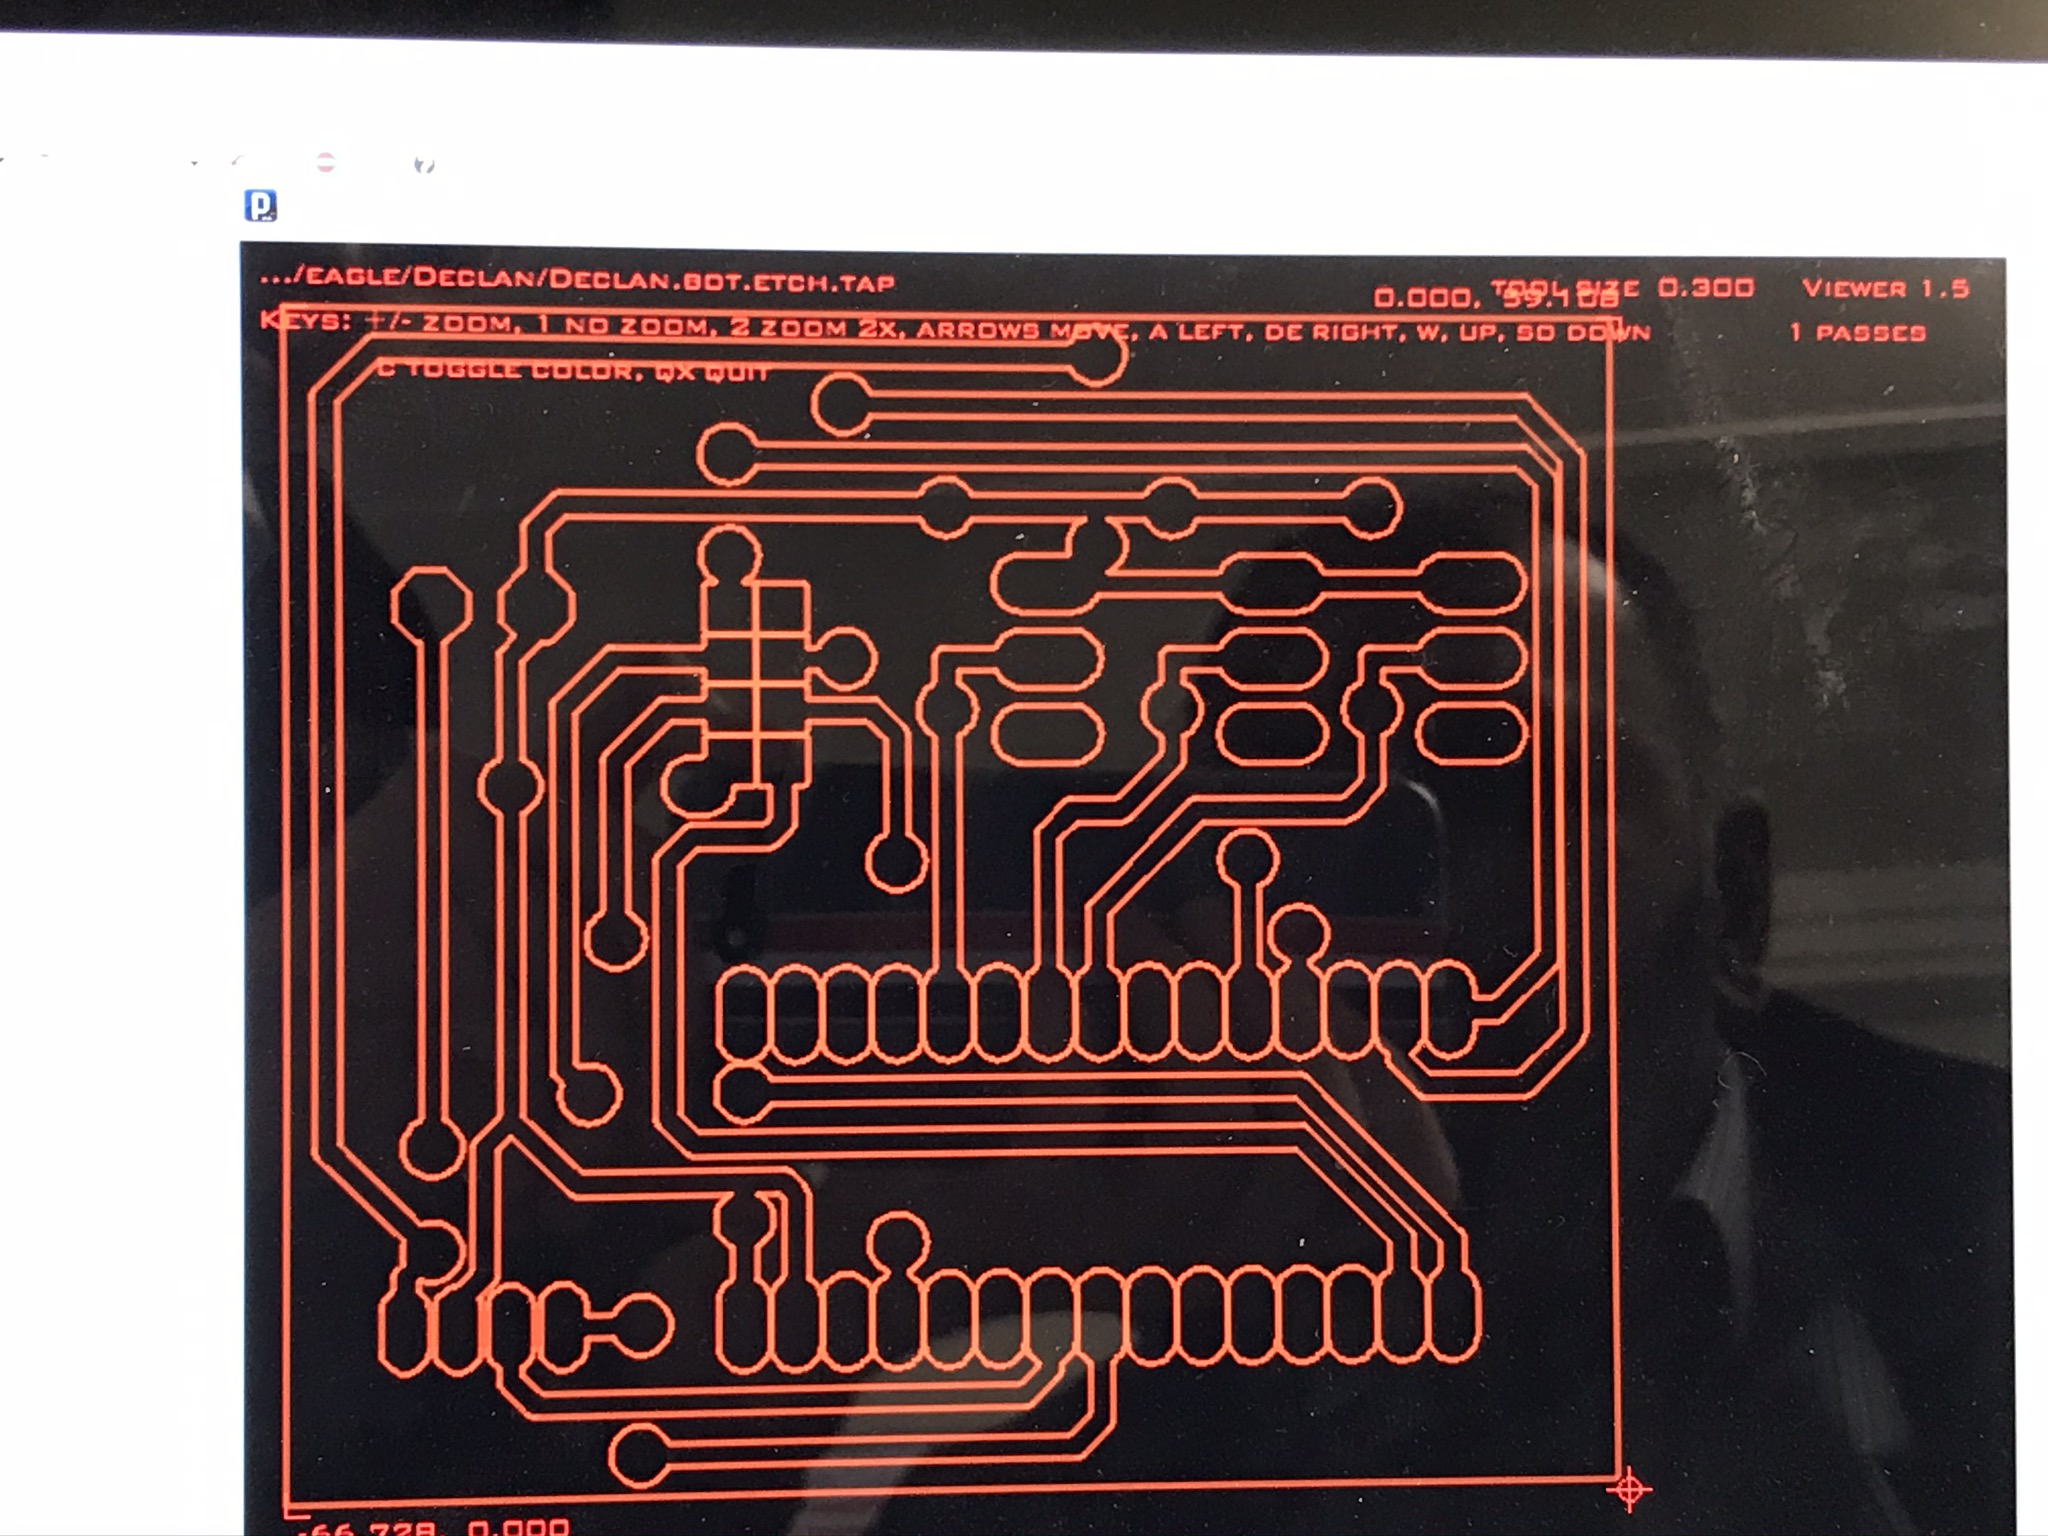 P
.../EAGLE/DECLAN/DECLAN.BOT.ETCH.TAP
0.000, 59.108 TOOL SIZE 0.300 VIEWER 1.5
KEYS: +/- ZOOM, 1 NO ZOOM, 2 ZOOM 2X, ARROWS MOVE, A LEFT, DE RIGHT, W, UP, SO DOWN 1 PASSES
C TOGGLE COLOR, QX QUIT
-66.728, 0.000